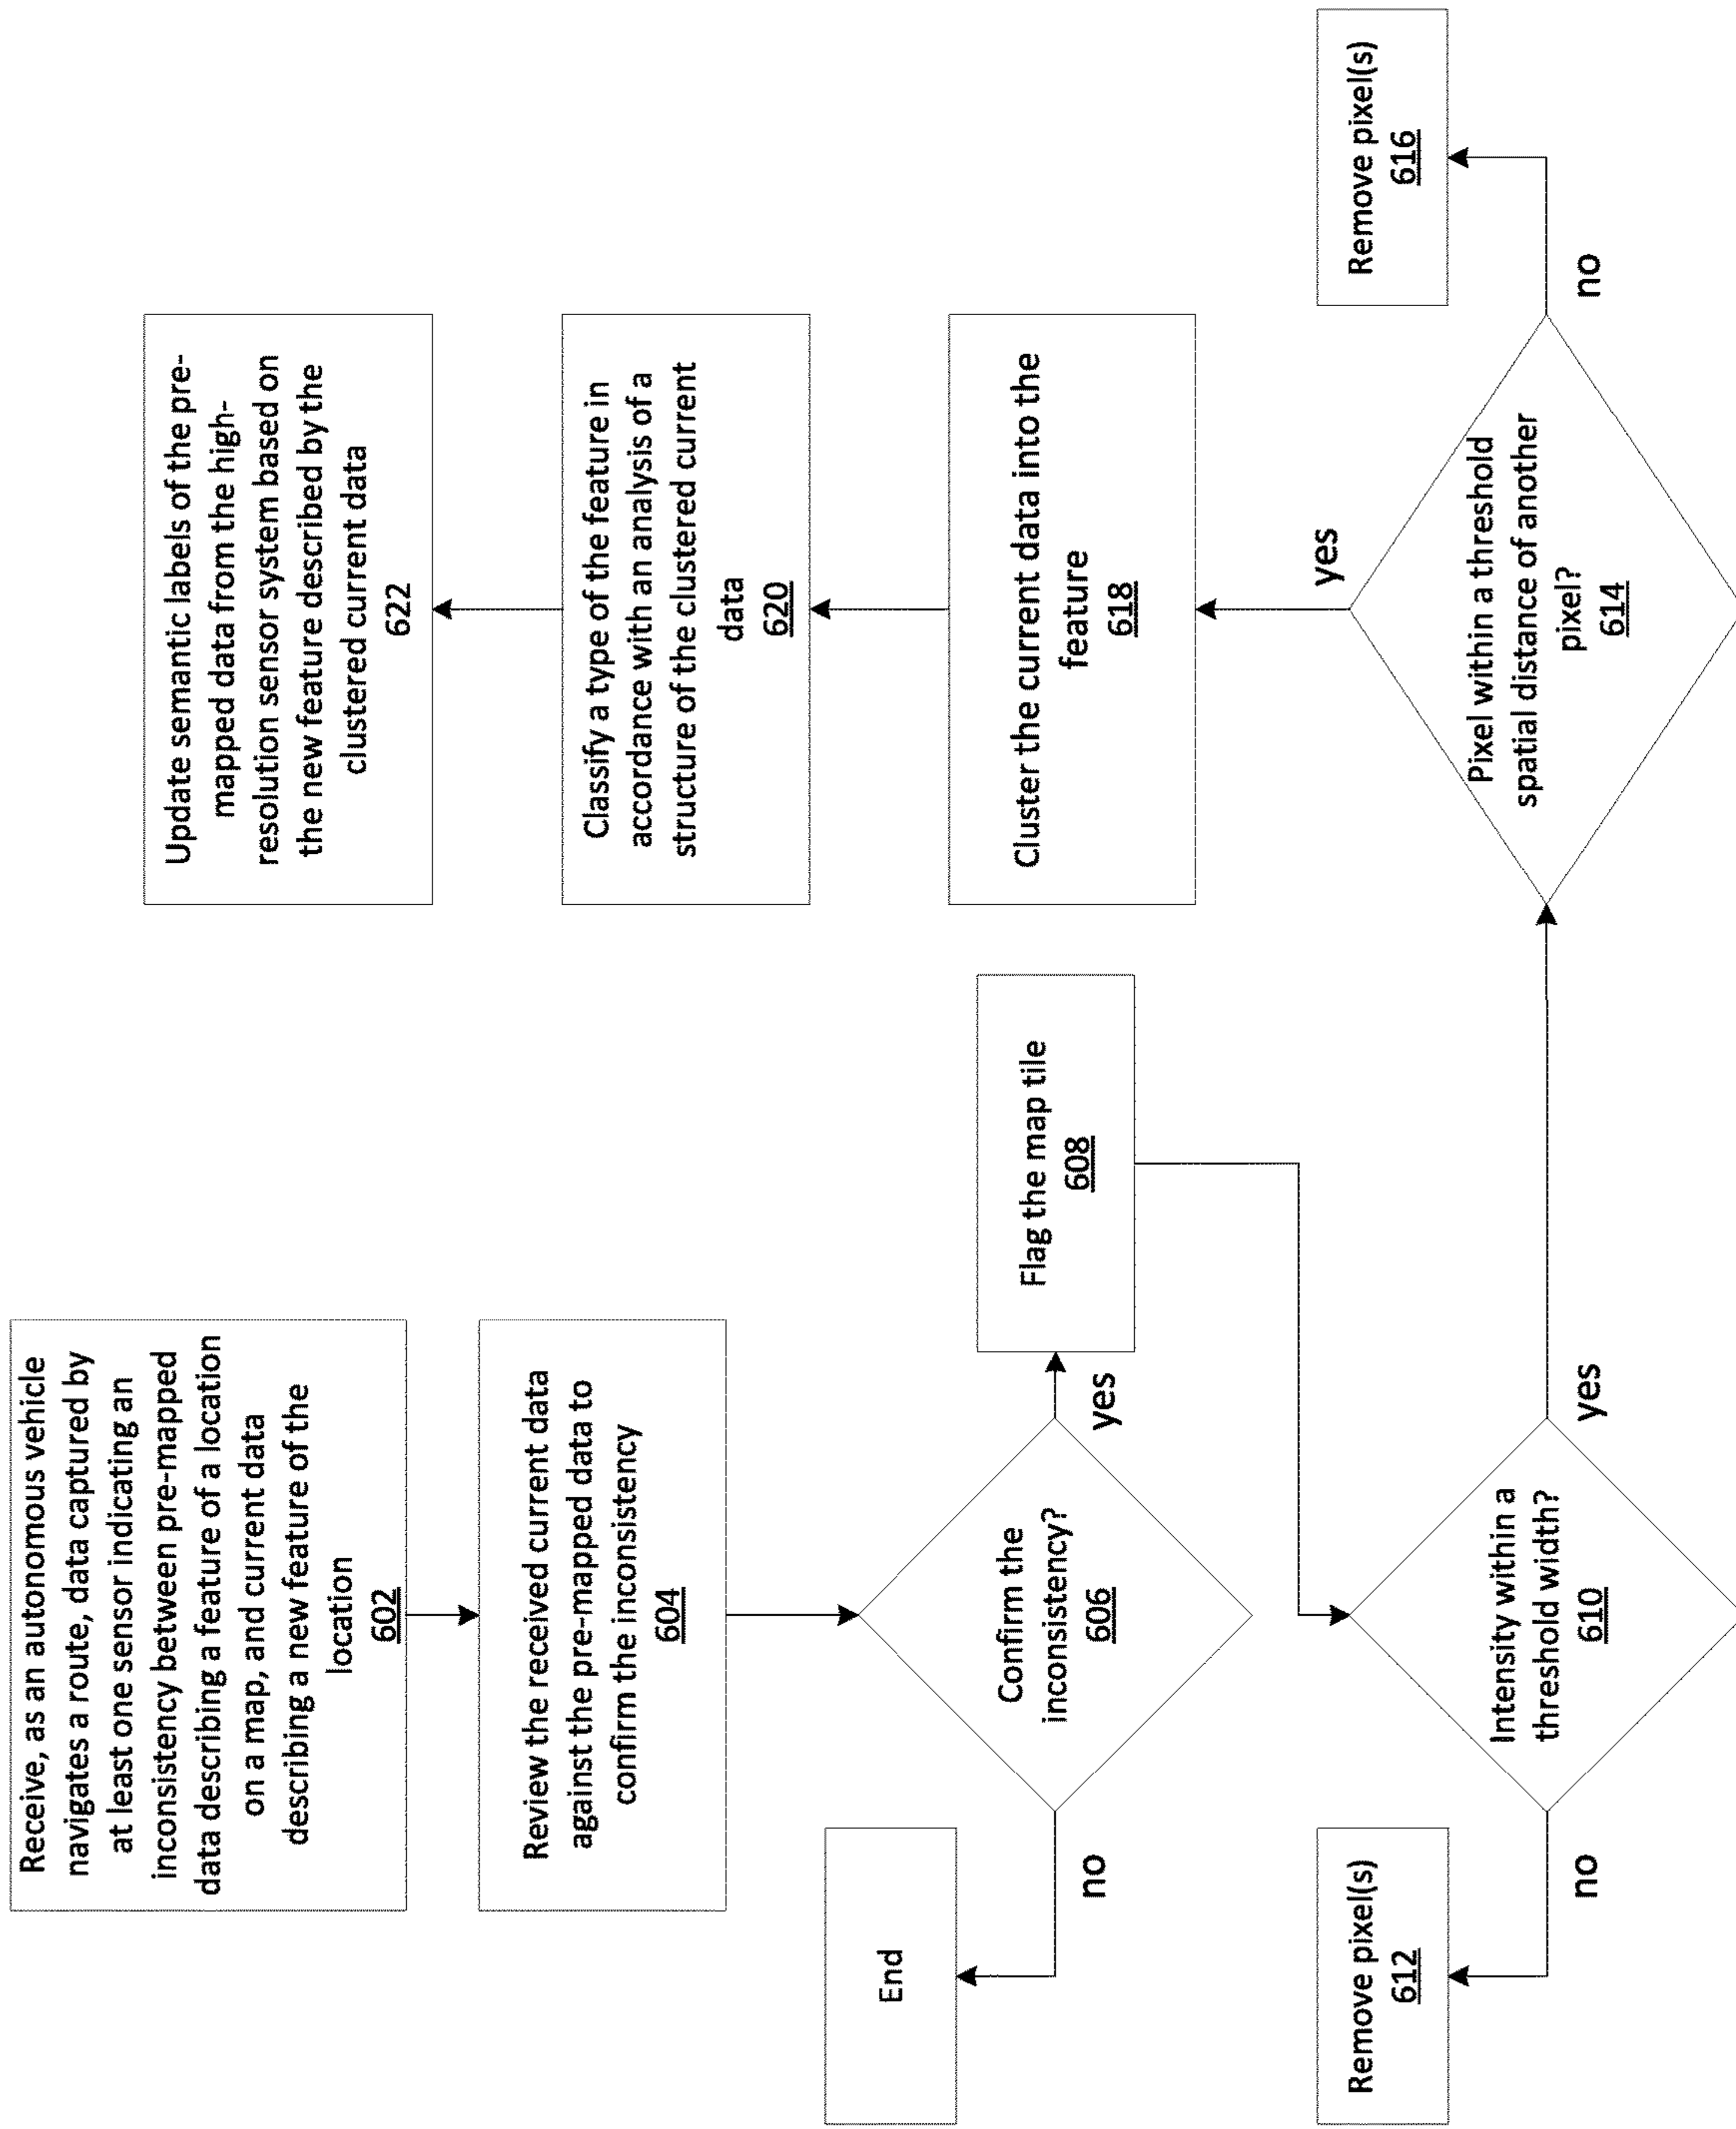 Receive, as an autonomous vehicle
navigates a route, data captured by
at least one sensor indicating an
inconsistency between pre-mapped
data describing a feature of a location
on a map, and current data
describing a new feature of the
location
602
Review the received current data
against the pre-mapped data to
confirm the inconsistency
604
Confirm the
inconsistency?
606
no
End
yes
Flag the map tile
608
Intensity within a
threshold width?
610
no
Remove pixel(s)
612
yes
Pixel within a threshold
spatial distance of another
pixel?
614
no
Remove pixel(s)
616
yes
Cluster the current data into the
feature
618
Classify a type of the feature in
accordance with an analysis of a
structure of the clustered current
data
620
Update semantic labels of the pre-
mapped data from the high-
resolution sensor system based on
the new feature described by the
clustered current data
622